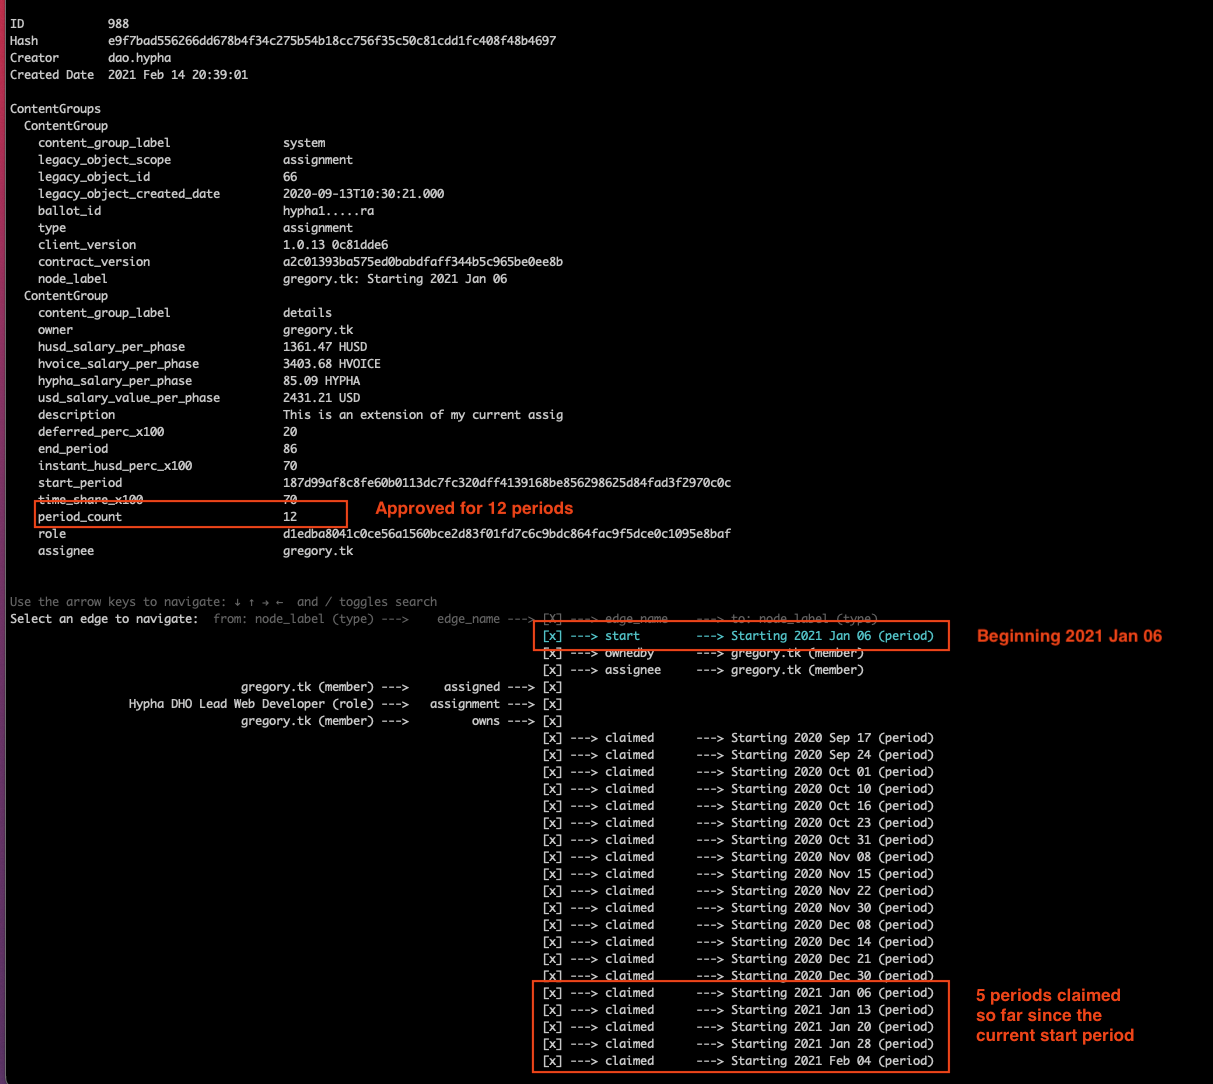 ID 988
Hash e9f7bad556266dd678b4f34c275b54b18cc756f35c50c81cdd1fc408f48b4697
Creator dao.hypha
Created Date 2021 Feb 14 20:39:01
ContentGroups
ContentGroup
content_group_label system
legacy_object_scope assignment
legacy_object_id 66
legacy_object_created_date 2020-09-13T10:30:21.000
ballot_id hypha1.....ra
type assignment
client_version 1.0.13 0c81dde6
contract_version a2c01393ba575ed0babdfaff344b5c965be0ee8b
node_label gregory.tk: Starting 2021 Jan 06
ContentGroup
content_group_label details
owner gregory.tk
husd_salary_per_phase 1361.47 HUSD
hvoice_salary_per_phase 3403.68 HVOICE
hypha_salary_per_phase 85.09 HYPHA
usd_salary_value_per_phase 2431.21 USD
description This is an extension of my current assig
deferred_perc_x100 20
end_period 86
instant_husd_perc_x100 70
start_period 187d99af8c8fe60b0113dc7fc320dff4139168be856298625d84fad3f2970c0c
time_share_x100 70
period_count 12 Approved for 12 periods
role d1edba8041c0ce56a1560bce2d83f01fd7c6c9bdc864fac9f5dce0c1095e8baf
assignee gregory.tk
Use the arrow keys to navigate: ↓ ↑ → ← and / toggles search
Select an edge to navigate: from: node_label (type) ---> edge_name ---> [X] ---> edge_name ---> to: node_label (type)
[x] ---> start ---> Starting 2021 Jan 06 (period) Beginning 2021 Jan 06
[x] ---> ownedby ---> gregory.tk (member)
[x] ---> assignee ---> gregory.tk (member)
gregory.tk (member) ---> assigned ---> [x]
Hypha DHO Lead Web Developer (role) ---> assignment ---> [x]
gregory.tk (member) ---> owns ---> [x]
[x] ---> claimed ---> Starting 2020 Sep 17 (period)
[x] ---> claimed ---> Starting 2020 Sep 24 (period)
[x] ---> claimed ---> Starting 2020 Oct 01 (period)
[x] ---> claimed ---> Starting 2020 Oct 10 (period)
[x] ---> claimed ---> Starting 2020 Oct 16 (period)
[x] ---> claimed ---> Starting 2020 Oct 23 (period)
[x] ---> claimed ---> Starting 2020 Oct 31 (period)
[x] ---> claimed ---> Starting 2020 Nov 08 (period)
[x] ---> claimed ---> Starting 2020 Nov 15 (period)
[x] ---> claimed ---> Starting 2020 Nov 22 (period)
[x] ---> claimed ---> Starting 2020 Nov 30 (period)
[x] ---> claimed ---> Starting 2020 Dec 08 (period)
[x] ---> claimed ---> Starting 2020 Dec 14 (period)
[x] ---> claimed ---> Starting 2020 Dec 21 (period)
[x] ---> claimed ---> Starting 2020 Dec 30 (period)
[x] ---> claimed ---> Starting 2021 Jan 06 (period)
[x] ---> claimed ---> Starting 2021 Jan 13 (period)
[x] ---> claimed ---> Starting 2021 Jan 20 (period)
[x] ---> claimed ---> Starting 2021 Jan 28 (period)
[x] ---> claimed ---> Starting 2021 Feb 04 (period)
5 periods claimed
so far since the
current start period